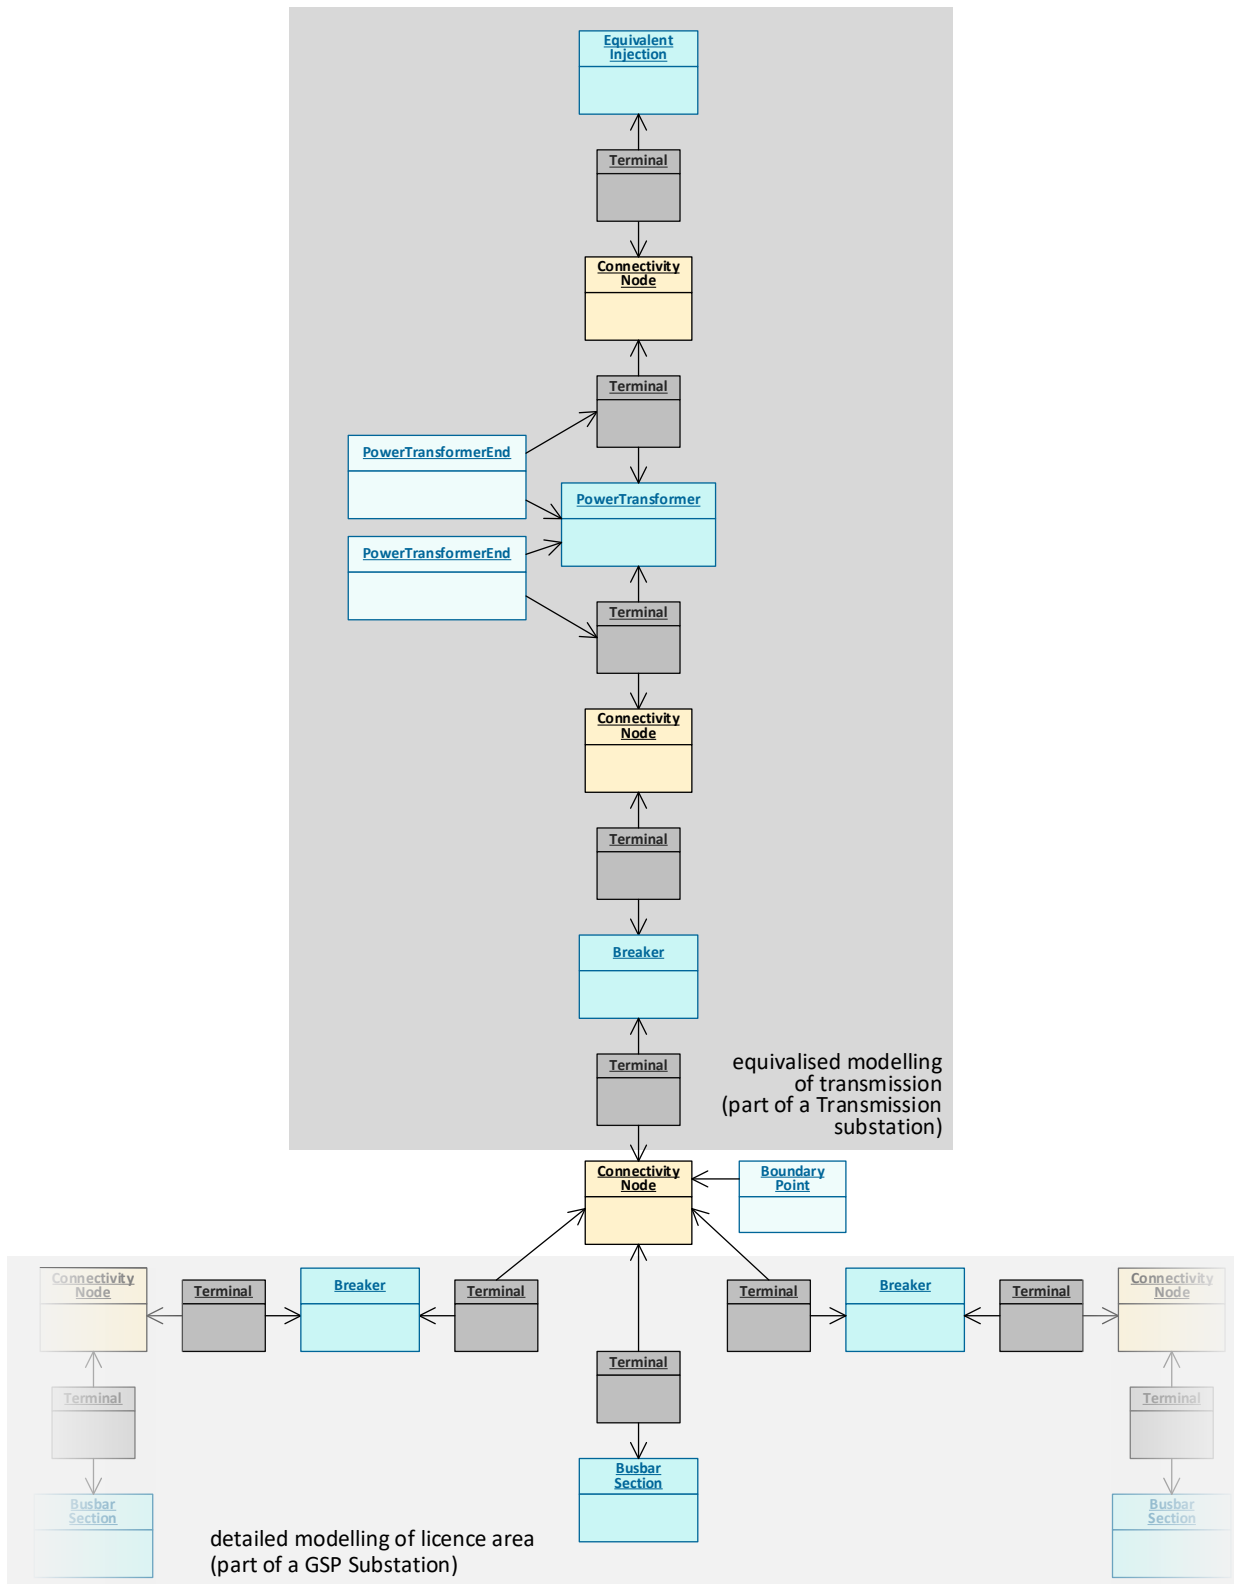 Equivalent
Injection
Terminal
Connectivity
Node
Terminal
PowerTransformerEnd
PowerTransformer
PowerTransformerEnd
Terminal
Connectivity
Node
Terminal
Breaker
Terminal
equivalised modelling
of transmission
(part of a Transmission
substation)
Connectivity
Node
Boundary
Point
Connectivity
Node
Terminal
Breaker
Terminal
Terminal
Breaker
Terminal
Connectivity
Node
Terminal
Terminal
Terminal
Busbar
Section
Busbar
Section
Busbar
Section
detailed modelling of licence area
(part of a GSP Substation)